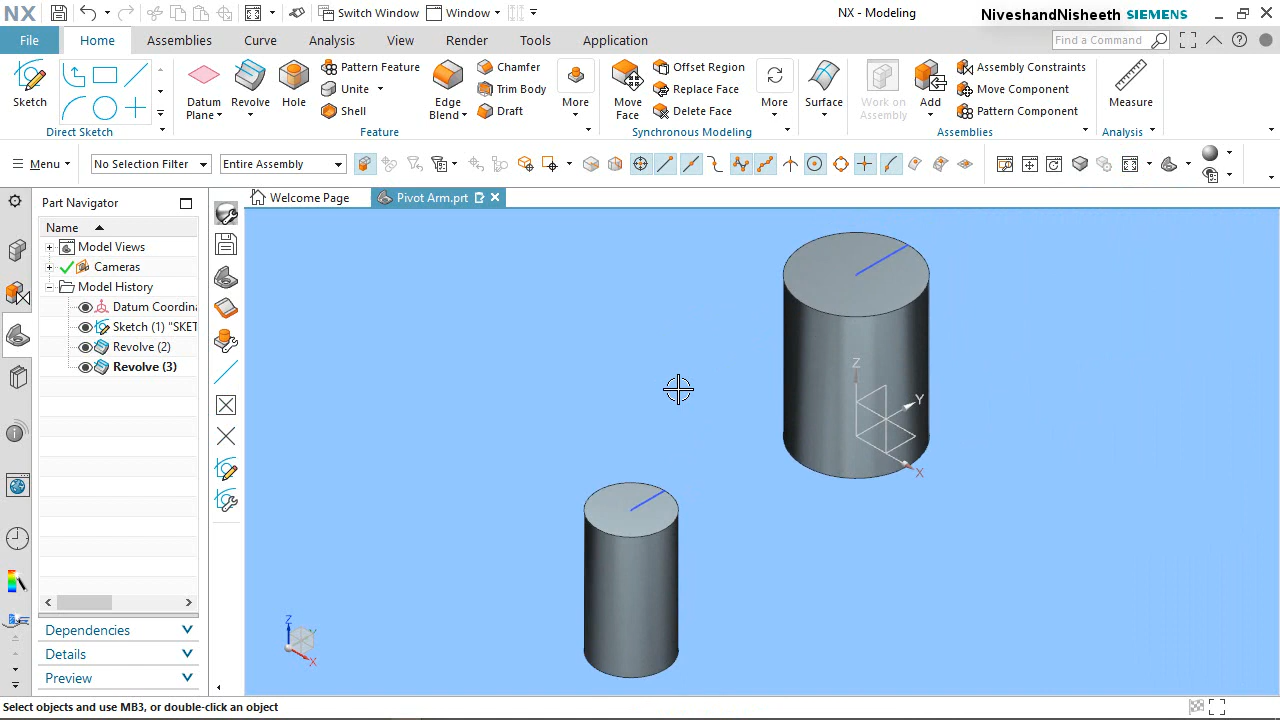 NX
Switch Window
Window
NX - Modeling
NiveshandNisheeth SIEMENS
File
Home
Assemblies
Curve
Analysis
View
Render
Tools
Application
Find a Command
Sketch
Direct Sketch
Datum Plane
Revolve
Hole
Pattern Feature
Unite
Shell
Edge Blend
Chamfer
Trim Body
Draft
More
Feature
Move Face
Offset Region
Replace Face
Delete Face
More
Synchronous Modeling
Surface
Work on Assembly
Add
Assembly Constraints
Move Component
Pattern Component
Assemblies
Measure
Analysis
Menu
No Selection Filter
Entire Assembly
Part Navigator
Welcome Page
Pivot Arm.prt
Name
Model Views
Cameras
Model History
Datum Coordina
Sketch (1) "SKET
Revolve (2)
Revolve (3)
Z
Y
X
Z
Y
X
Dependencies
Details
Preview
Select objects and use MB3, or double-click an object